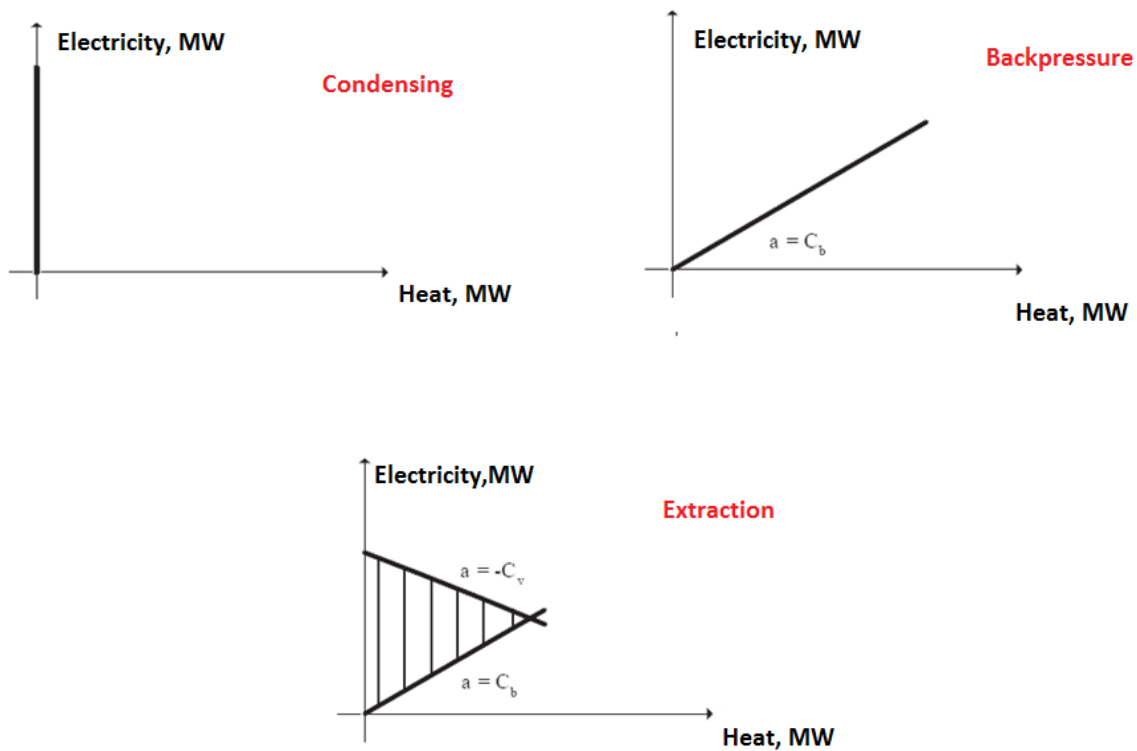 Electricity, MW
Condensing
Heat, MW
Electricity, MW
Backpressure
a = C_b
Heat, MW
Electricity,MW
Extraction
a = -C_v
a = C_b
Heat, MW